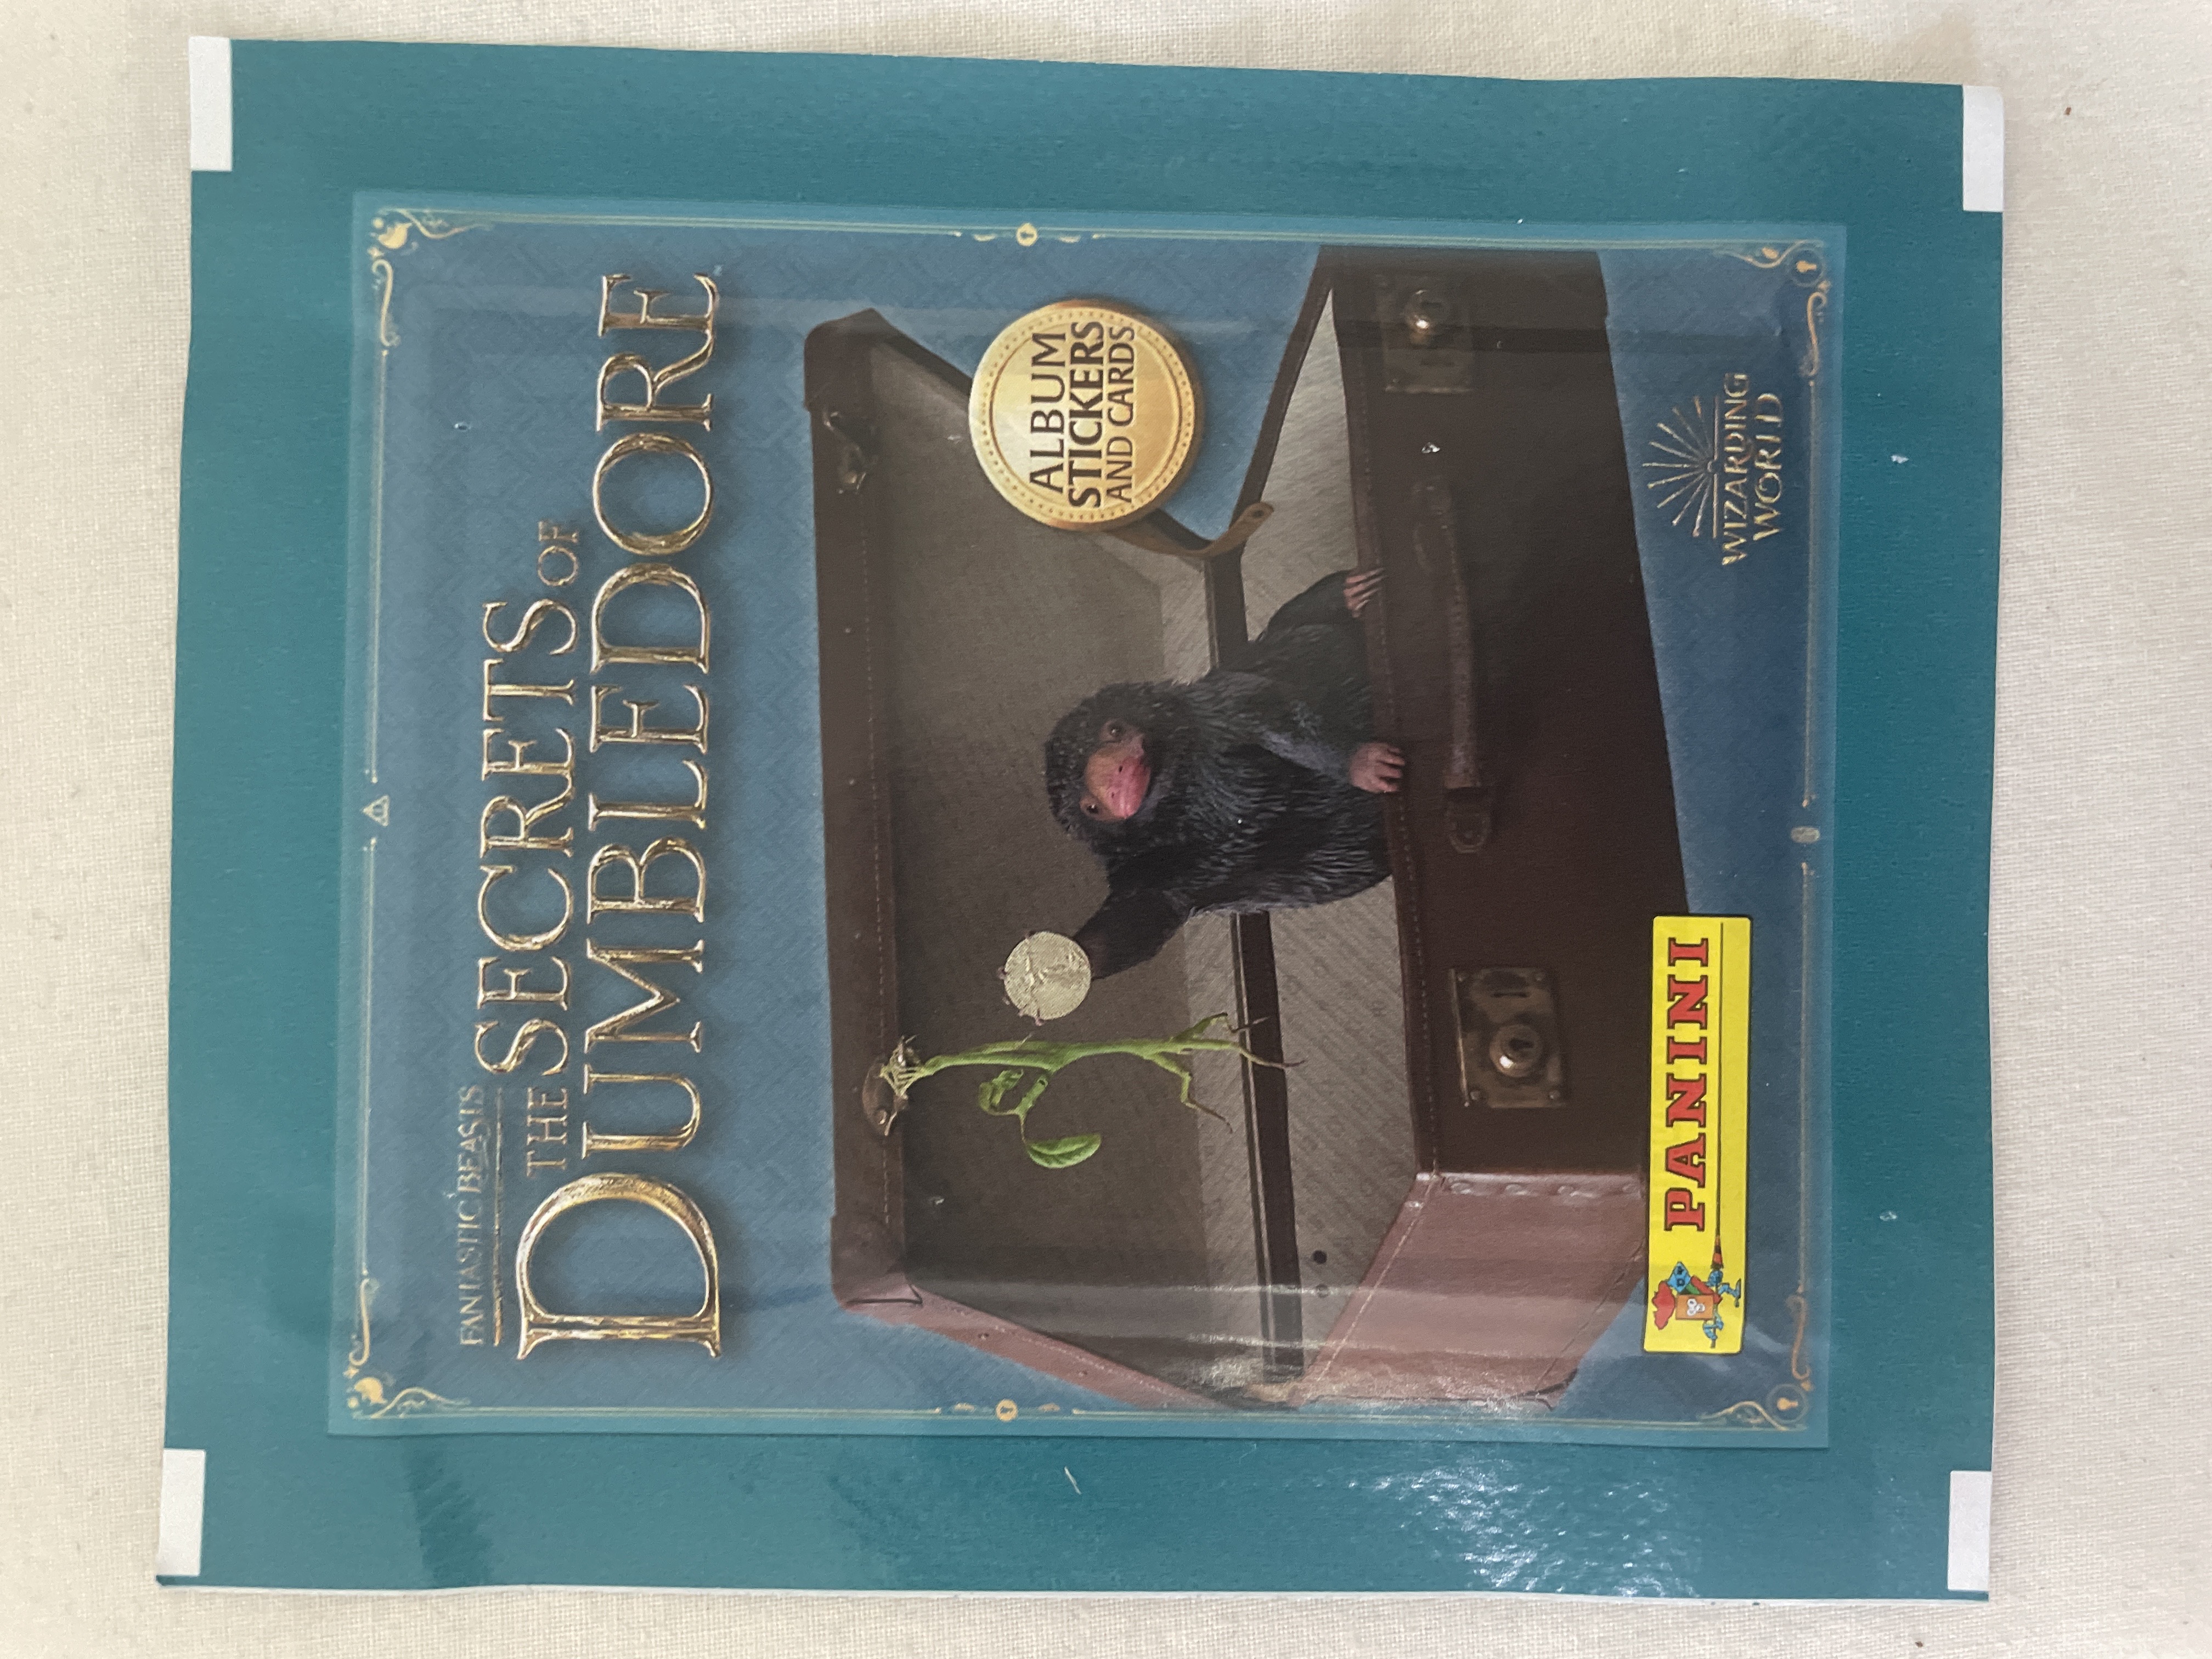 FANTASTIC BEASTS
THE SECRETS OF
DUMBLEDORE
ALBUM
STICKERS
AND CARDS
PANINI
WIZARDING
WORLD